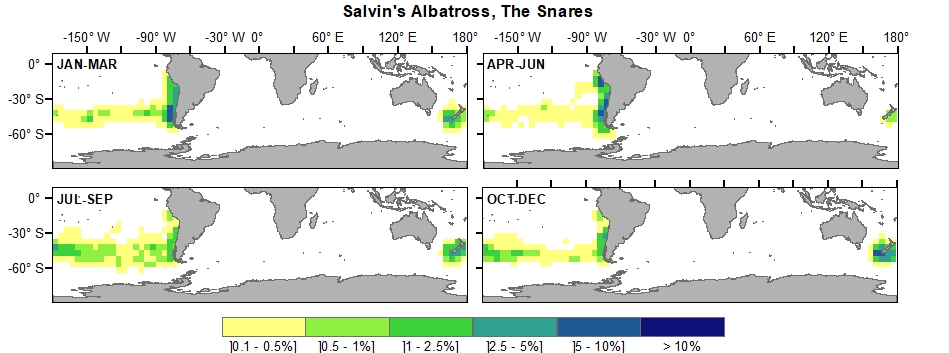 Salvin's Albatross, The Snares
-150° W -90° W -30° W 0° 60° E 120° E 180° -150° W -90° W -30° W 0° 60° E 120° E 180°
0° JAN-MAR APR-JUN
-30° S
-60° S
0° JUL-SEP OCT-DEC
-30° S
-60° S
]0.1 - 0.5%] ]0.5 - 1%] ]1 - 2.5%] ]2.5 - 5%] ]5 - 10%] > 10%